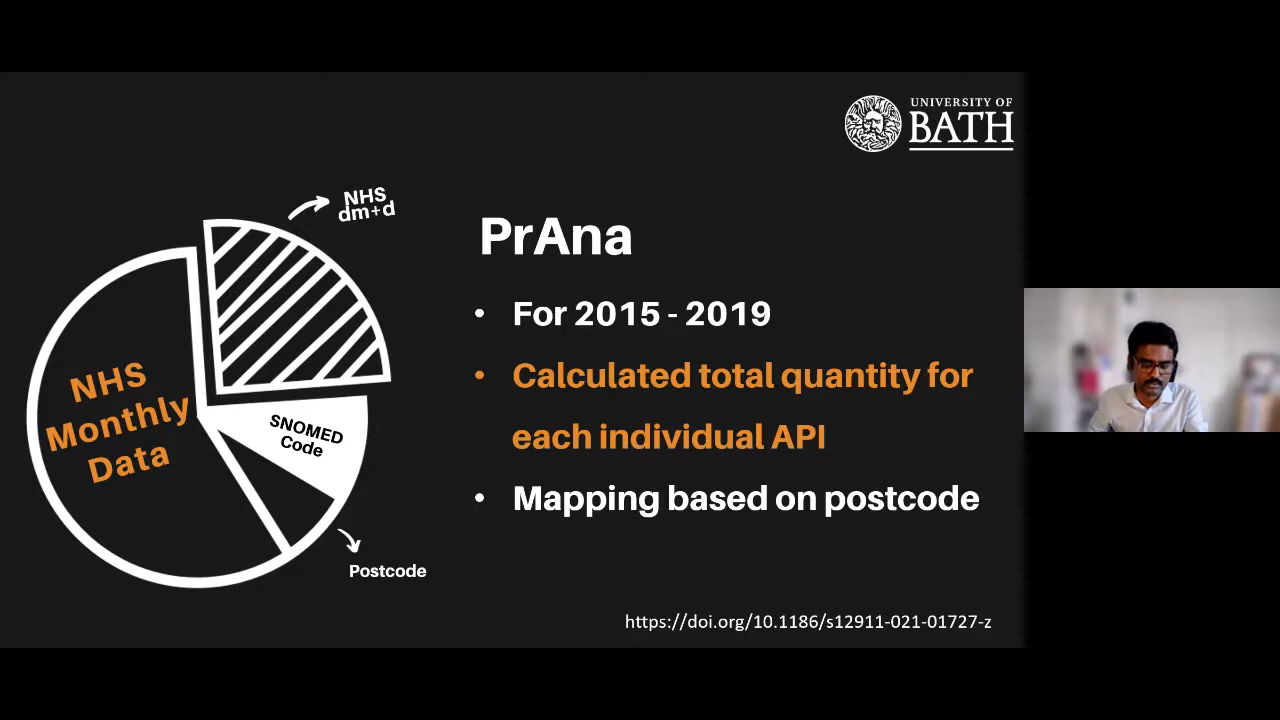 UNIVERSITY OF
BATH
NHS
dm+d
PrAna
• For 2015 - 2019
• Calculated total quantity for
each individual API
• Mapping based on postcode
NHS
Monthly
Data
SNOMED
Code
Postcode
https://doi.org/10.1186/s12911-021-01727-z